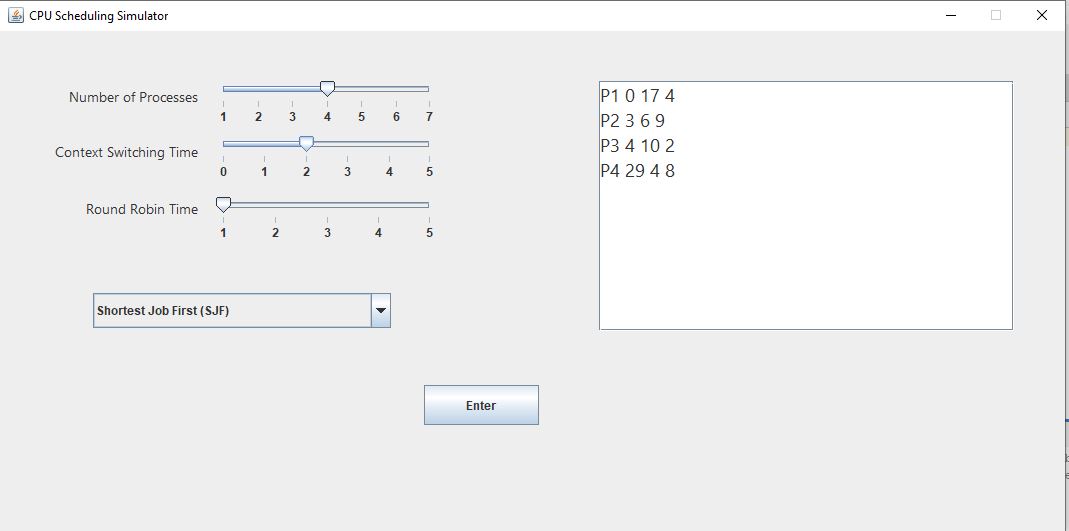 CPU Scheduling Simulator
Number of Processes
1 2 3 4 5 6 7
Context Switching Time
0 1 2 3 4 5
Round Robin Time
1 2 3 4 5
Shortest Job First (SJF)
Enter
P1 0 17 4
P2 3 6 9
P3 4 10 2
P4 29 4 8